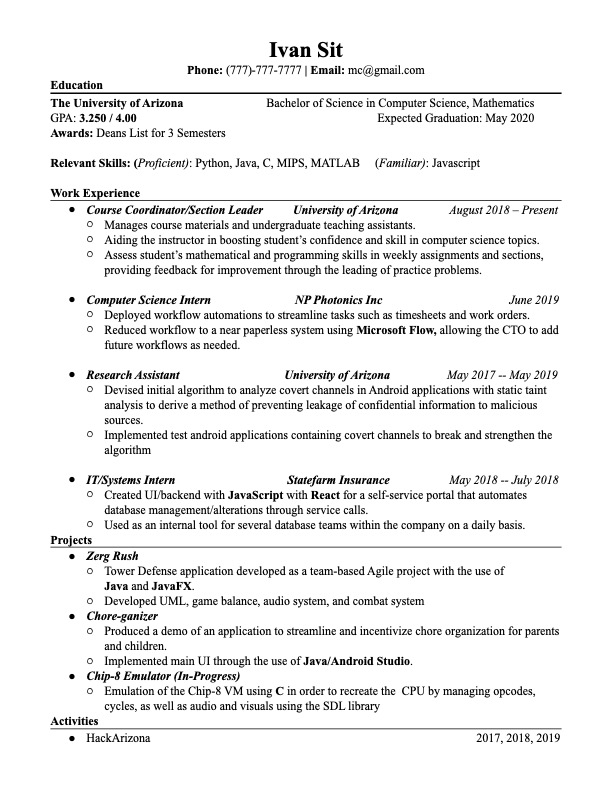 Ivan Sit
Phone: (777)-777-7777 | Email: mc@gmail.com
Education
The University of Arizona Bachelor of Science in Computer Science, Mathematics
GPA: 3.250 / 4.00 Expected Graduation: May 2020
Awards: Deans List for 3 Semesters
Relevant Skills: (Proficient): Python, Java, C, MIPS, MATLAB (Familiar): Javascript
Work Experience
● Course Coordinator/Section Leader University of Arizona August 2018 – Present
○ Manages course materials and undergraduate teaching assistants.
○ Aiding the instructor in boosting student’s confidence and skill in computer science topics.
○ Assess student’s mathematical and programming skills in weekly assignments and sections,
providing feedback for improvement through the leading of practice problems.
● Computer Science Intern NP Photonics Inc June 2019
○ Deployed workflow automations to streamline tasks such as timesheets and work orders.
○ Reduced workflow to a near paperless system using Microsoft Flow, allowing the CTO to add
future workflows as needed.
● Research Assistant University of Arizona May 2017 -- May 2019
○ Devised initial algorithm to analyze covert channels in Android applications with static taint
analysis to derive a method of preventing leakage of confidential information to malicious
sources.
○ Implemented test android applications containing covert channels to break and strengthen the
algorithm
● IT/Systems Intern Statefarm Insurance May 2018 -- July 2018
○ Created UI/backend with JavaScript with React for a self-service portal that automates
database management/alterations through service calls.
○ Used as an internal tool for several database teams within the company on a daily basis.
Projects
● Zerg Rush
○ Tower Defense application developed as a team-based Agile project with the use of
Java and JavaFX.
○ Developed UML, game balance, audio system, and combat system
● Chore-ganizer
○ Produced a demo of an application to streamline and incentivize chore organization for parents
and children.
○ Implemented main UI through the use of Java/Android Studio.
● Chip-8 Emulator (In-Progress)
○ Emulation of the Chip-8 VM using C in order to recreate the CPU by managing opcodes,
cycles, as well as audio and visuals using the SDL library
Activities
● HackArizona 2017, 2018, 2019